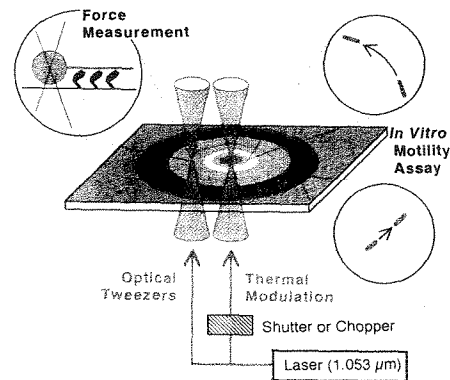 Force
Measurement
In Vitro
Motility
Assay
Optical
Tweezers
Thermal
Modulation
Shutter or Chopper
Laser (1.053 µm)